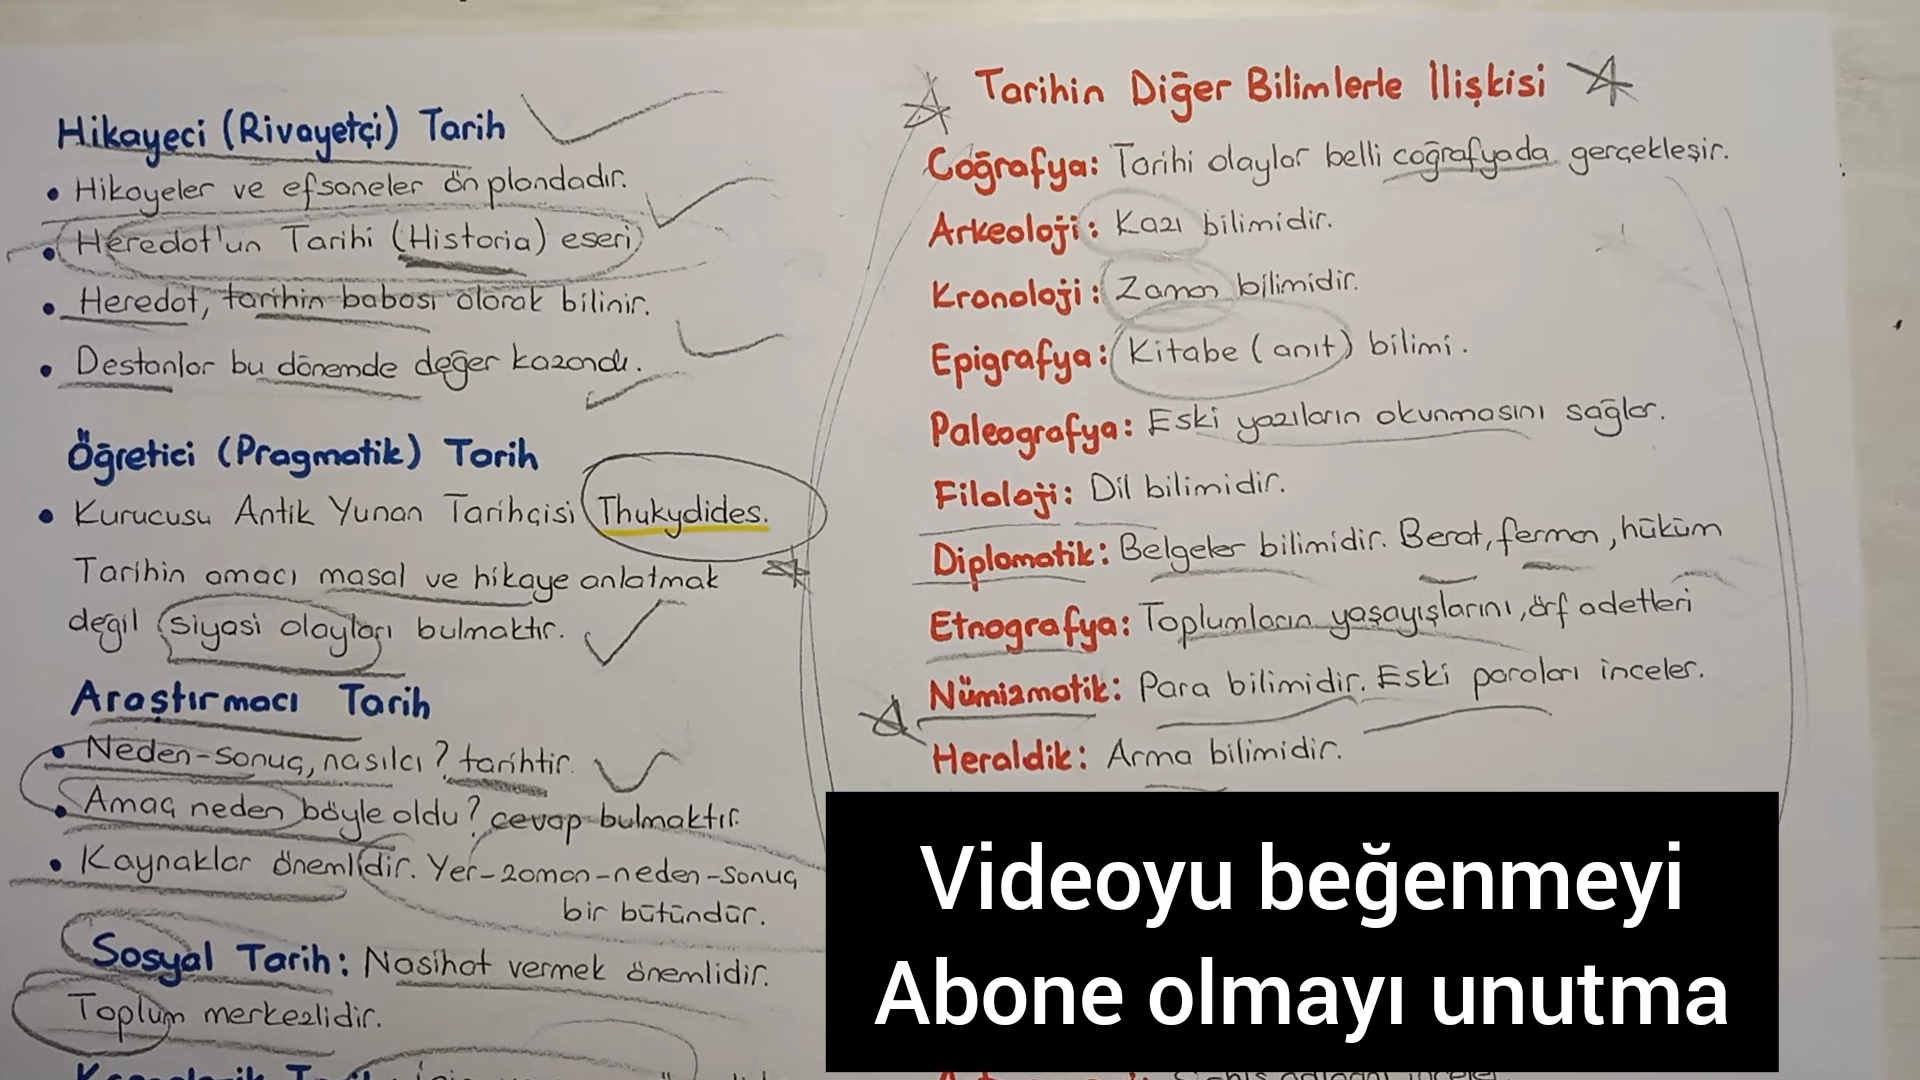 Hikayeci (Rivayetçi) Tarih
• Hikayeler ve efsaneler ön plandadır.
• Heredot'un Tarihi (Historia) eseri
• Heredot, tarihin babası olarak bilinir.
• Destanlar bu dönemde değer kazandı.
Öğretici (Pragmatik) Tarih
• Kurucusu Antik Yunan Tarihçisi Thukydides.
Tarihin amacı masal ve hikaye anlatmak
değil siyasi olayları bulmaktır.
Araştırmacı Tarih
• Neden-sonuç, nasılcı? tarihtir.
• Amaç neden böyle oldu? cevap bulmaktır.
• Kaynaklar önemlidir. Yer-zaman-neden-sonuç
bir bütündür.
Sosyal Tarih: Nasihat vermek önemlidir.
Toplum merkezlidir.
Tarihin Diğer Bilimlerle İlişkisi
Coğrafya: Tarihi olaylar belli coğrafyada gerçekleşir.
Arkeoloji: Kazı bilimidir.
Kronoloji: Zaman bilimidir.
Epigrafya: Kitabe (anıt) bilimi.
Paleografya: Eski yazıların okunmasını sağlar.
Filoloji: Dil bilimidir.
Diplomatik: Belgeler bilimidir. Berat, ferman, hüküm
Etnografya: Toplumların yaşayışlarını, örf adetleri
Nümizmatik: Para bilimidir. Eski paraları inceler.
Heraldik: Arma bilimidir.
Videoyu beğenmeyi
Abone olmayı unutma